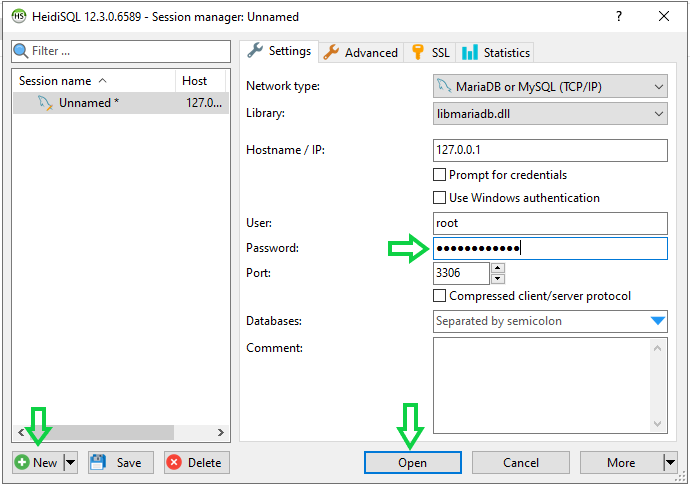 HS HeidiSQL 12.3.0.6589 - Session manager: Unnamed ?
Filter ...
Session name Host
Unnamed * 127.0...
Settings Advanced SSL Statistics
Network type: MariaDB or MySQL (TCP/IP)
Library: libmariadb.dll
Hostname / IP: 127.0.0.1
Prompt for credentials
Use Windows authentication
User: root
Password: ●●●●●●●●●●●●
Port: 3306
Compressed client/server protocol
Databases: Separated by semicolon
Comment:
New Save Delete Open Cancel More